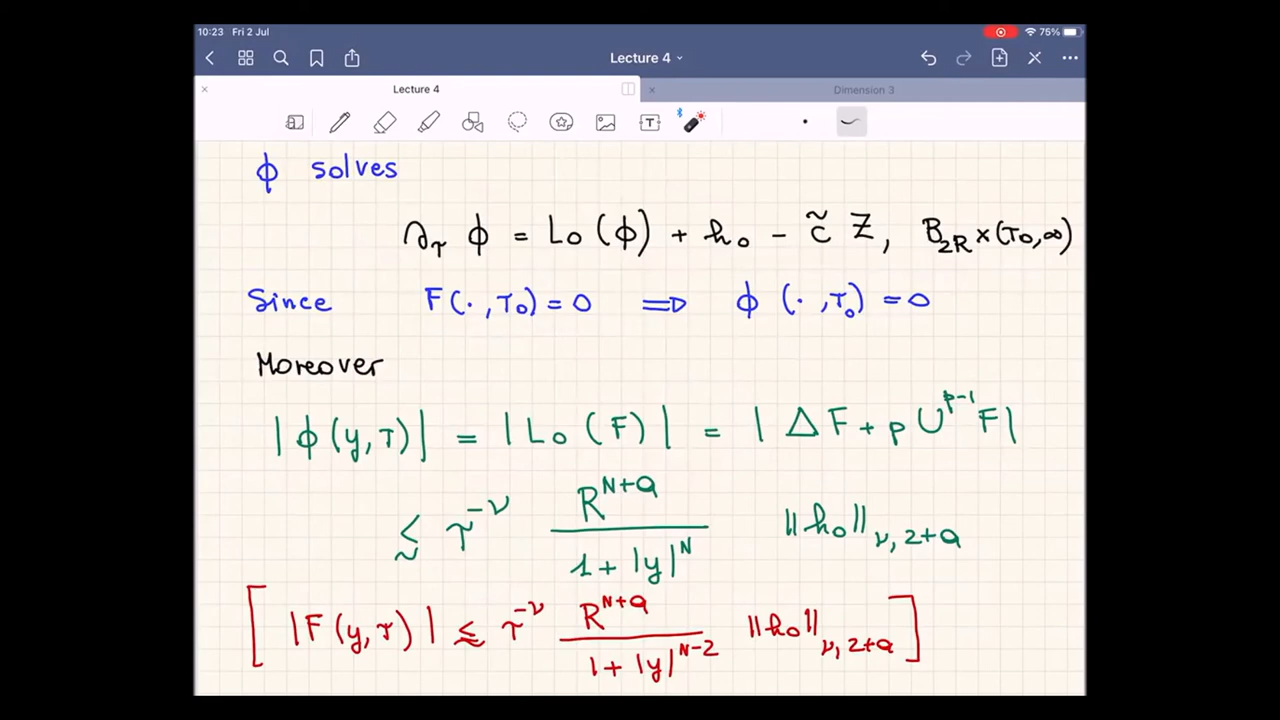 10:23 Fri 2 Jul 75%
Lecture 4
Lecture 4 Dimension 3
ϕ solves
∂_τ ϕ = L₀(ϕ) + h₀ - c̃ Z, B_{2R}×(τ₀,∞)
Since F(·,τ₀)=0 ⟹ ϕ(·,τ₀)=0
Moreover
|ϕ(y,τ)| = |L₀(F)| = |ΔF + p U^{p-1} F|
≲ τ^{-ν} R^{N+a} / (1+|y|^N) ‖h₀‖_{ν,2+a}
[ |F(y,τ)| ≲ τ^{-ν} R^{N+a} / (1+|y|^{N-2}) ‖h₀‖_{ν,2+a} ]